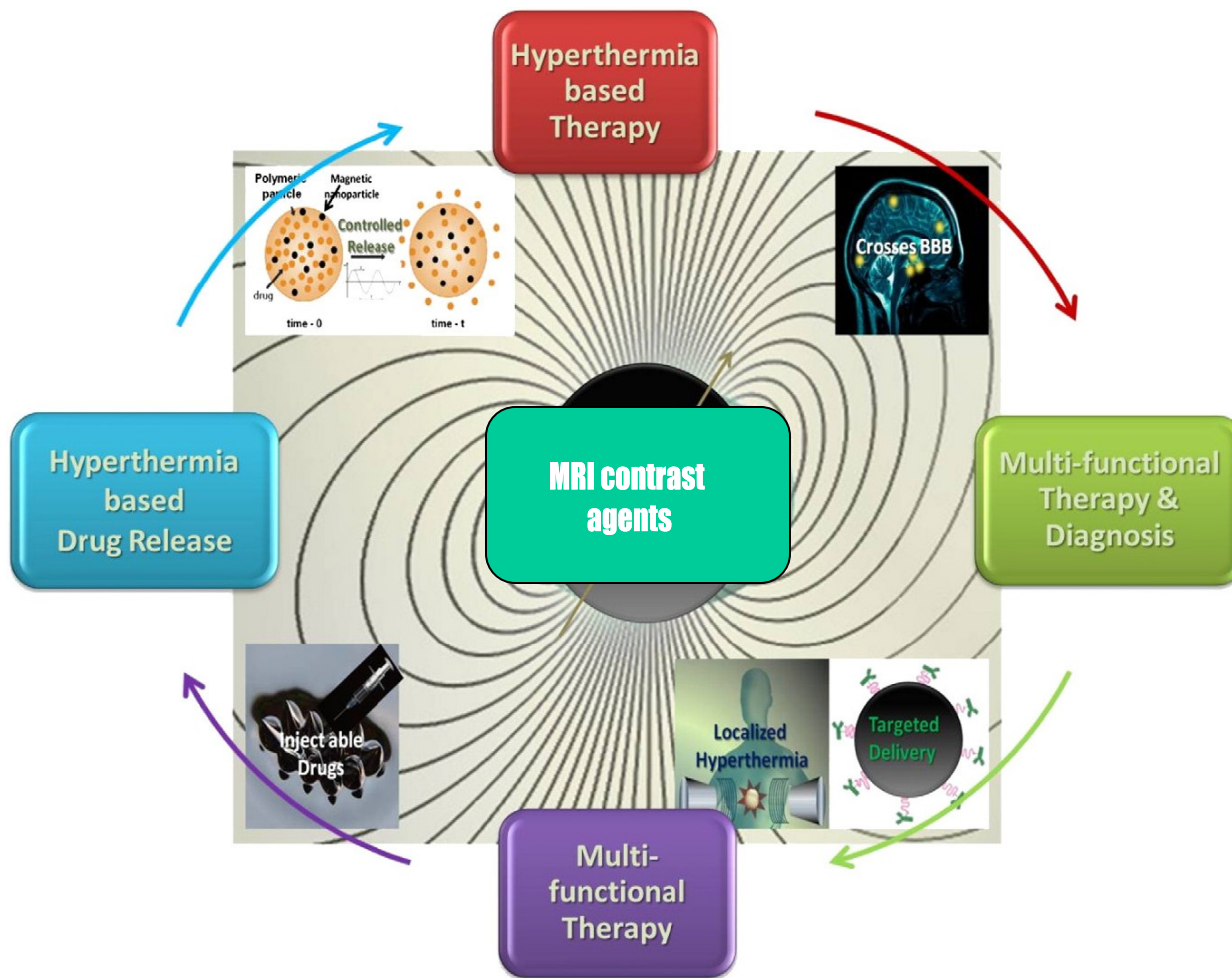 Hyperthermia
based
Therapy
Polymeric
particle
Magnetic
nanoparticle
Controlled
Release
drug
time - 0
time - t
Crosses BBB
Hyperthermia
based
Drug Release
MRI contrast
agents
Multi-functional
Therapy &
Diagnosis
Inject able
Drugs
Localized
Hyperthermia
Targeted
Delivery
Multi-
functional
Therapy